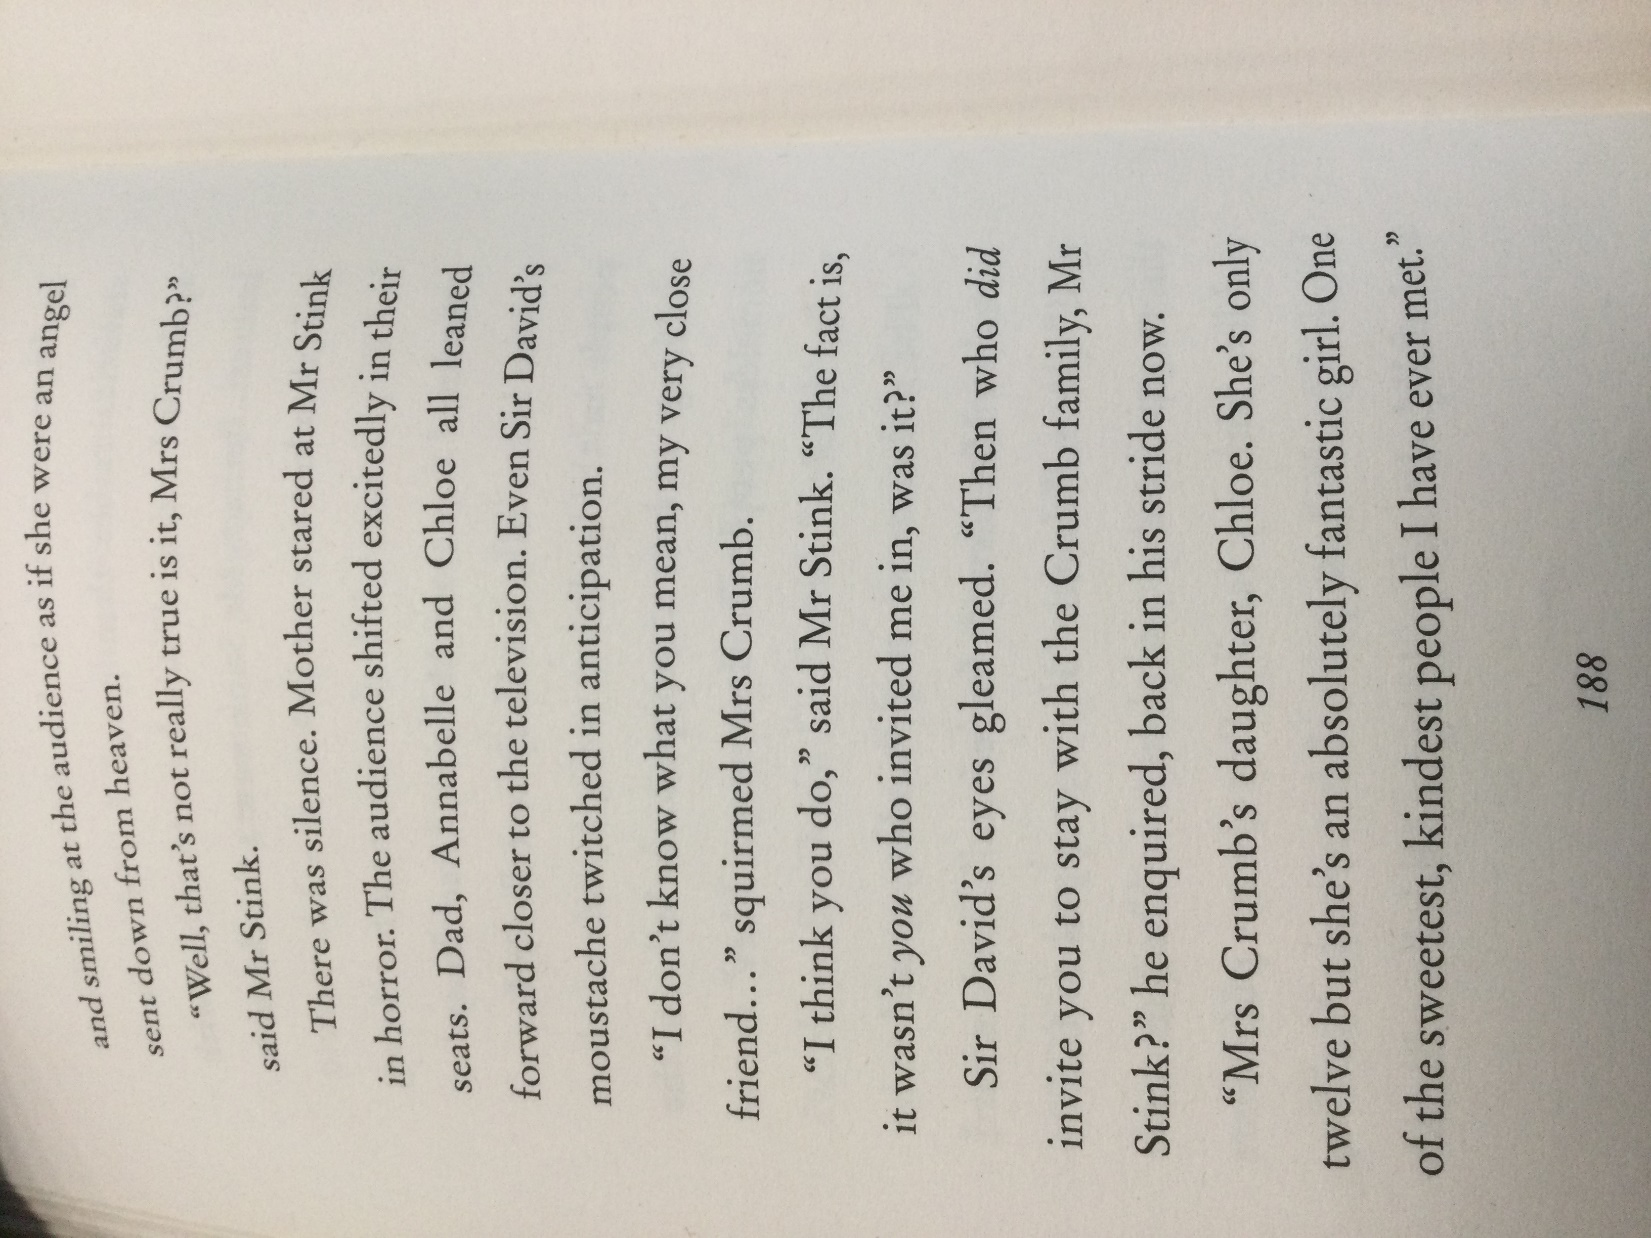 and smiling at the audience as if she were an angel
sent down from heaven.
“Well, that’s not really true is it, Mrs Crumb?”
said Mr Stink.
There was silence. Mother stared at Mr Stink
in horror. The audience shifted excitedly in their
seats. Dad, Annabelle and Chloe all leaned
forward closer to the television. Even Sir David’s
moustache twitched in anticipation.
“I don’t know what you mean, my very close
friend…” squirmed Mrs Crumb.
“I think you do,” said Mr Stink. “The fact is,
it wasn’t you who invited me in, was it?”
Sir David’s eyes gleamed. “Then who did
invite you to stay with the Crumb family, Mr
Stink?” he enquired, back in his stride now.
“Mrs Crumb’s daughter, Chloe. She’s only
twelve but she’s an absolutely fantastic girl. One
of the sweetest, kindest people I have ever met.”
188